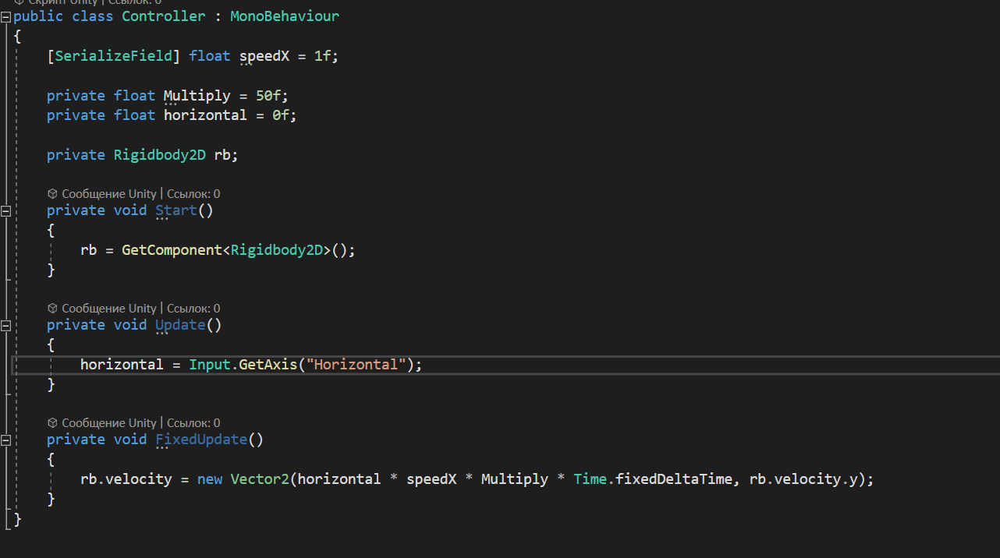 Скрипт Unity | Ссылок: 0
public class Controller : MonoBehaviour
{
[SerializeField] float speedX = 1f;
private float Multiply = 50f;
private float horizontal = 0f;
private Rigidbody2D rb;
Сообщение Unity | Ссылок: 0
private void Start()
{
rb = GetComponent<Rigidbody2D>();
}
Сообщение Unity | Ссылок: 0
private void Update()
{
horizontal = Input.GetAxis("Horizontal");
}
Сообщение Unity | Ссылок: 0
private void FixedUpdate()
{
rb.velocity = new Vector2(horizontal * speedX * Multiply * Time.fixedDeltaTime, rb.velocity.y);
}
}